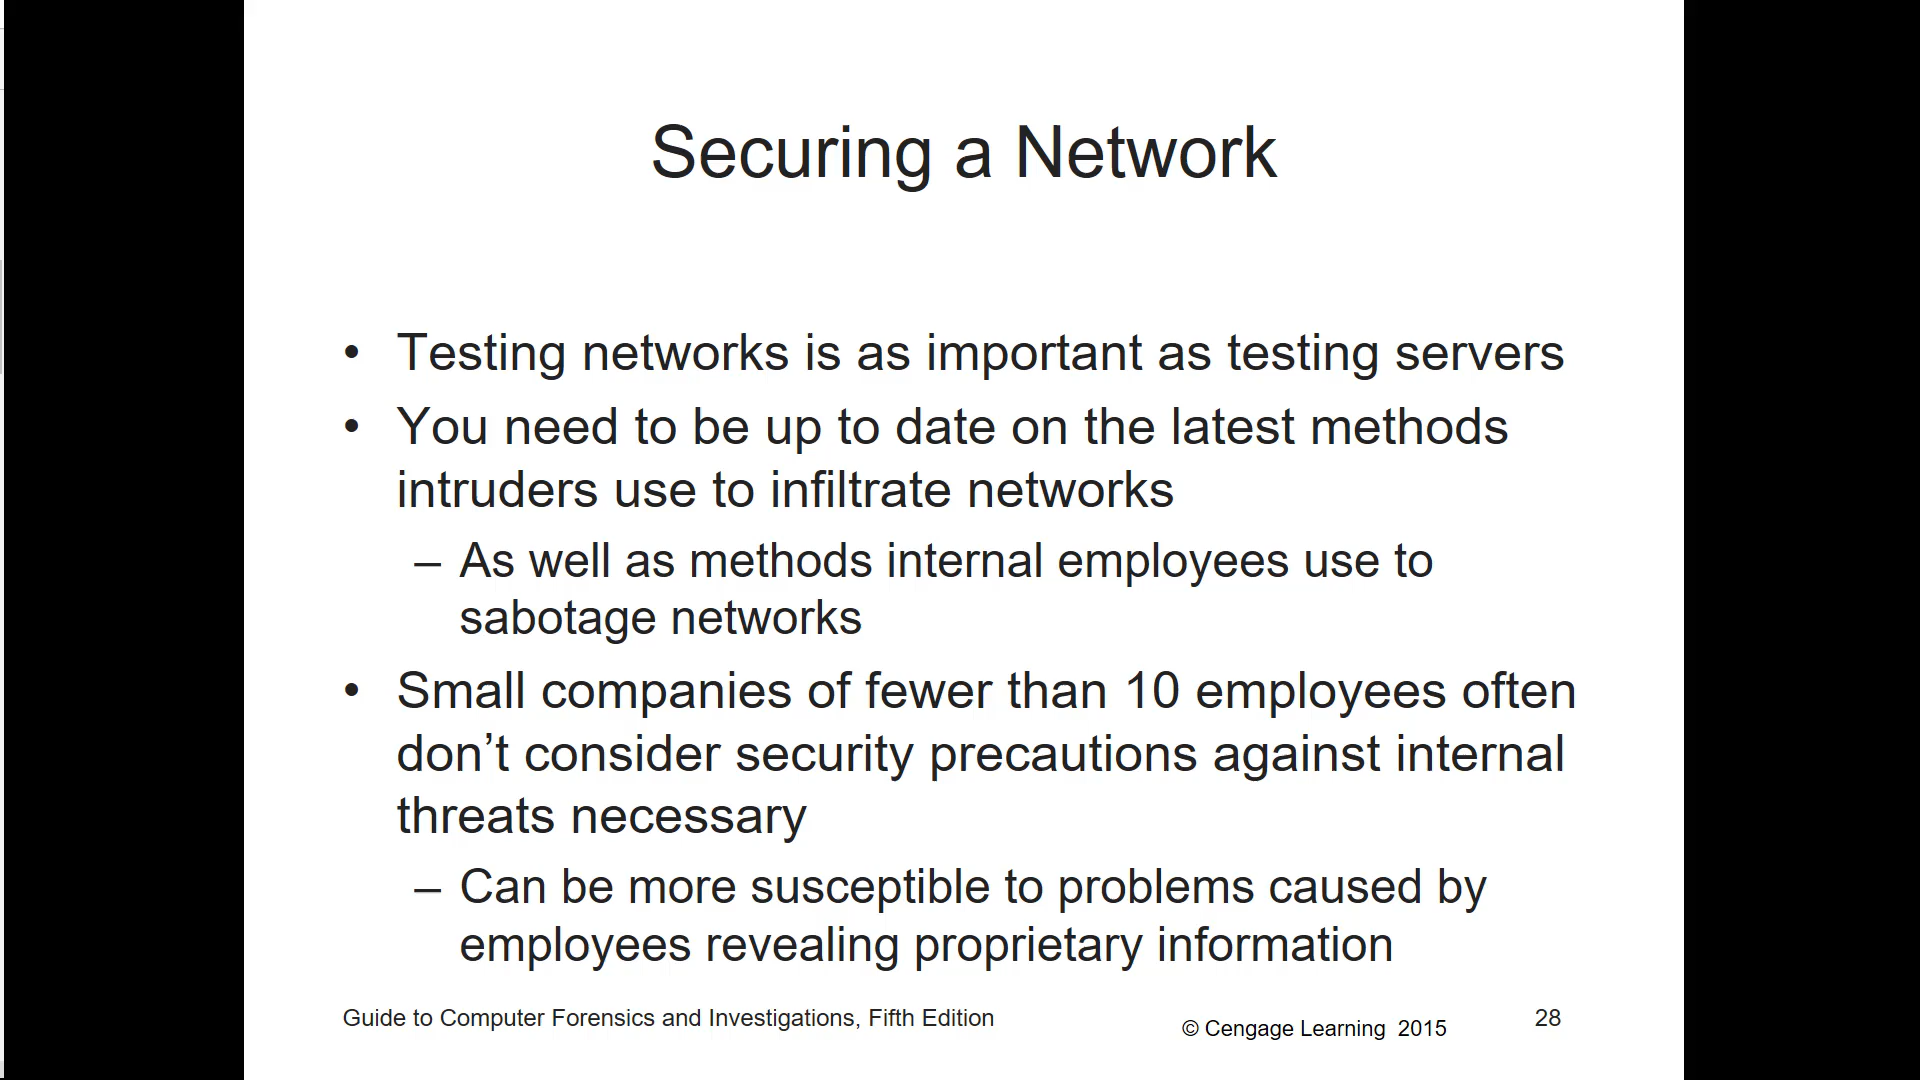 Securing a Network
• Testing networks is as important as testing servers
• You need to be up to date on the latest methods
intruders use to infiltrate networks
– As well as methods internal employees use to
sabotage networks
• Small companies of fewer than 10 employees often
don’t consider security precautions against internal
threats necessary
– Can be more susceptible to problems caused by
employees revealing proprietary information
Guide to Computer Forensics and Investigations, Fifth Edition
© Cengage Learning 2015
28